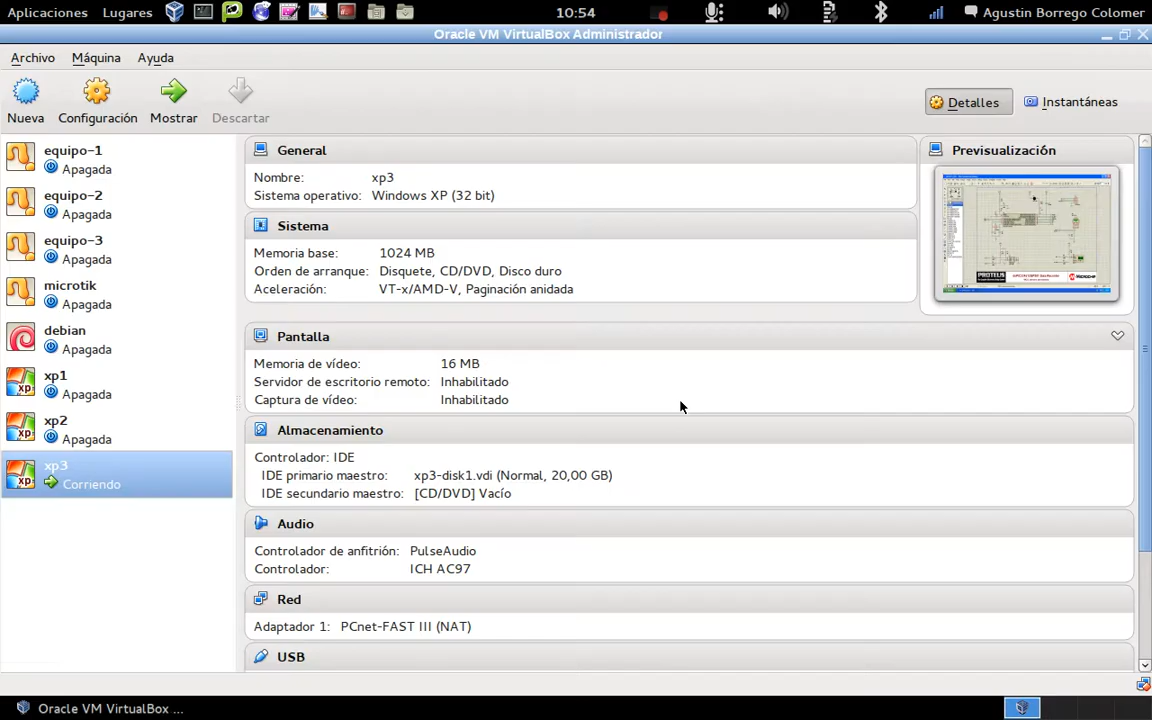 Aplicaciones Lugares 10:54 Agustin Borrego Colomer
Oracle VM VirtualBox Administrador
Archivo Máquina Ayuda
Nueva Configuración Mostrar Descartar Detalles Instantáneas
equipo-1
Apagada
equipo-2
Apagada
equipo-3
Apagada
microtik
Apagada
debian
Apagada
xp1
Apagada
xp2
Apagada
xp3
Corriendo
General
Nombre: xp3
Sistema operativo: Windows XP (32 bit)
Sistema
Memoria base: 1024 MB
Orden de arranque: Disquete, CD/DVD, Disco duro
Aceleración: VT-x/AMD-V, Paginación anidada
Previsualización
PROTEUS MICROCHIP
Pantalla
Memoria de vídeo: 16 MB
Servidor de escritorio remoto: Inhabilitado
Captura de vídeo: Inhabilitado
Almacenamiento
Controlador: IDE
IDE primario maestro: xp3-disk1.vdi (Normal, 20,00 GB)
IDE secundario maestro: [CD/DVD] Vacío
Audio
Controlador de anfitrión: PulseAudio
Controlador: ICH AC97
Red
Adaptador 1: PCnet-FAST III (NAT)
USB
Oracle VM VirtualBox ...